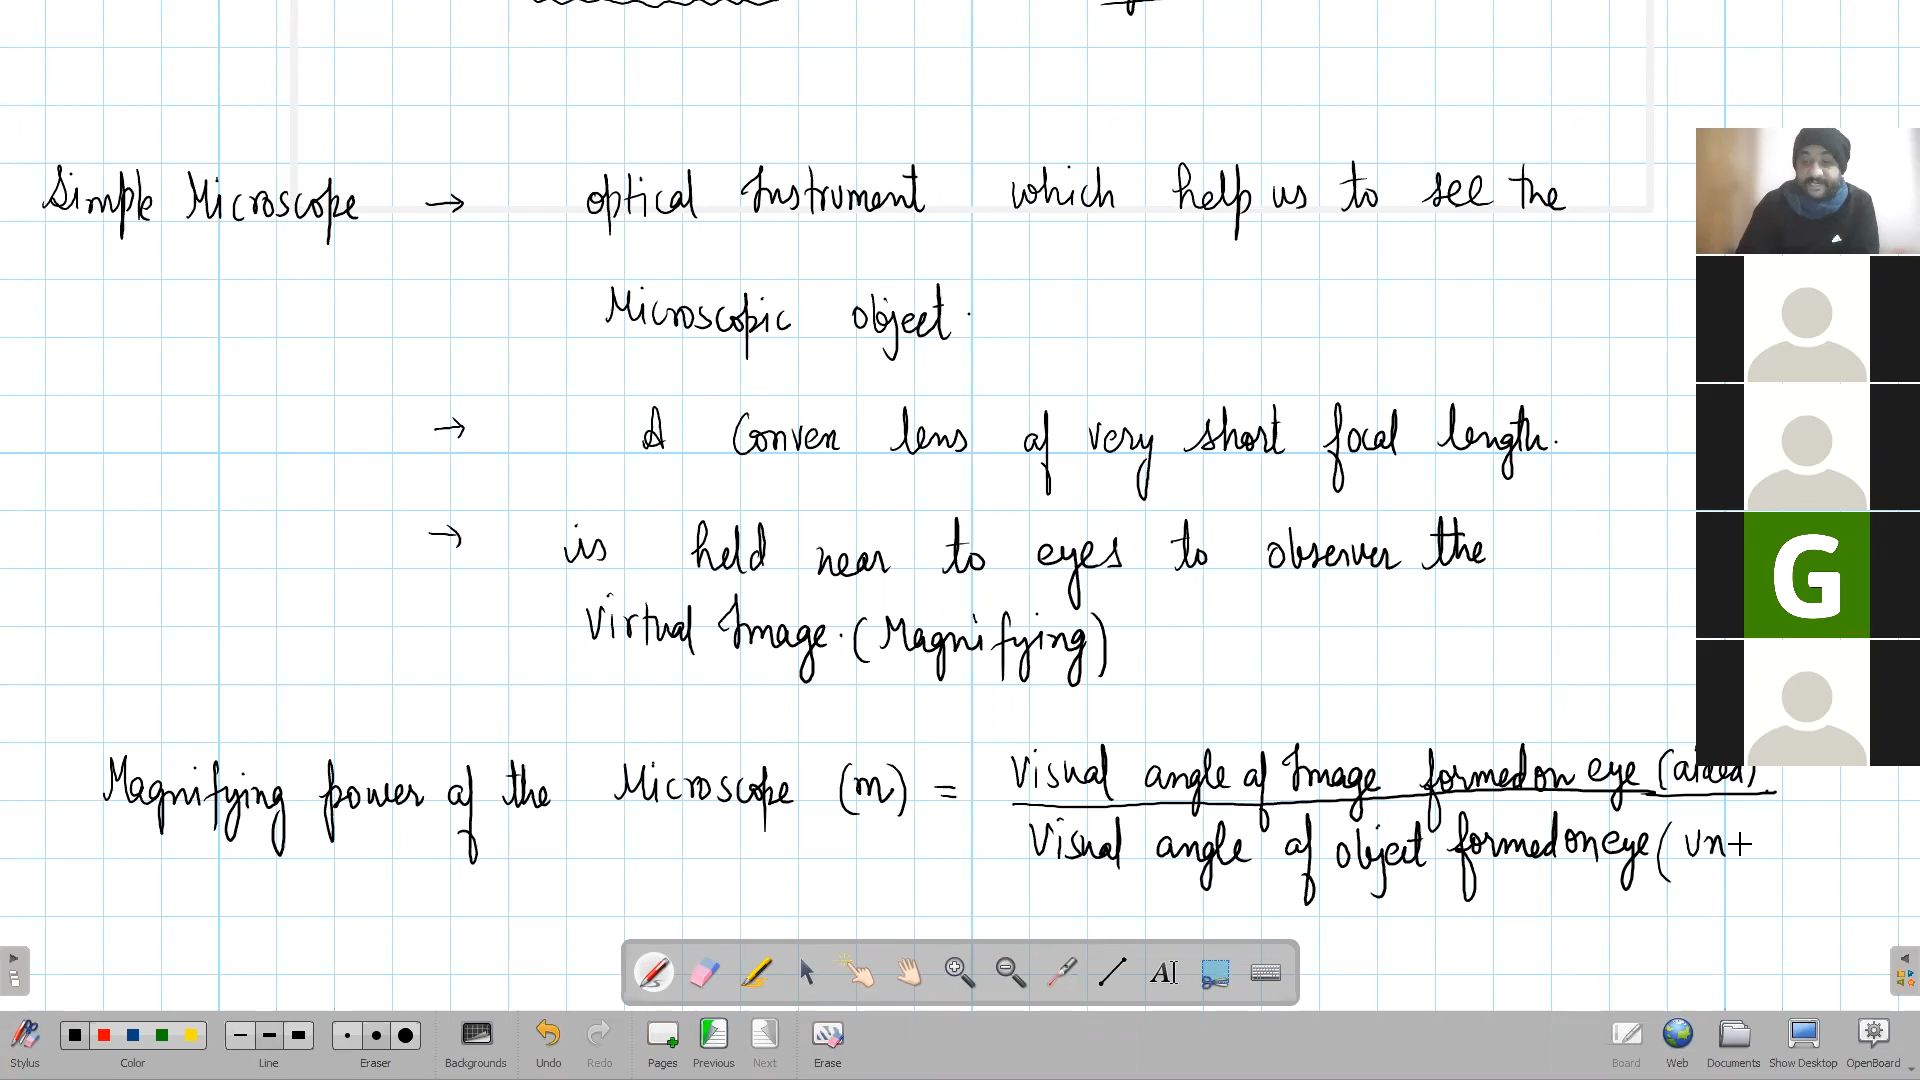 Simple Microscope → optical Instrument which help us to see the
Microscopic object.
→ A Convex lens of very short focal length.
→ is held near to eyes to observer the
Virtual Image. (Magnifying)
Magnifying power of the Microscope (m) = Visual angle of Image formed on eye (aided).
Visual angle of object formed on eye (un+
G
AI
Stylus
Color
Line
Eraser
Backgrounds
Undo
Redo
Pages
Previous
Next
Erase
Board
Web
Documents
Show Desktop
OpenBoard